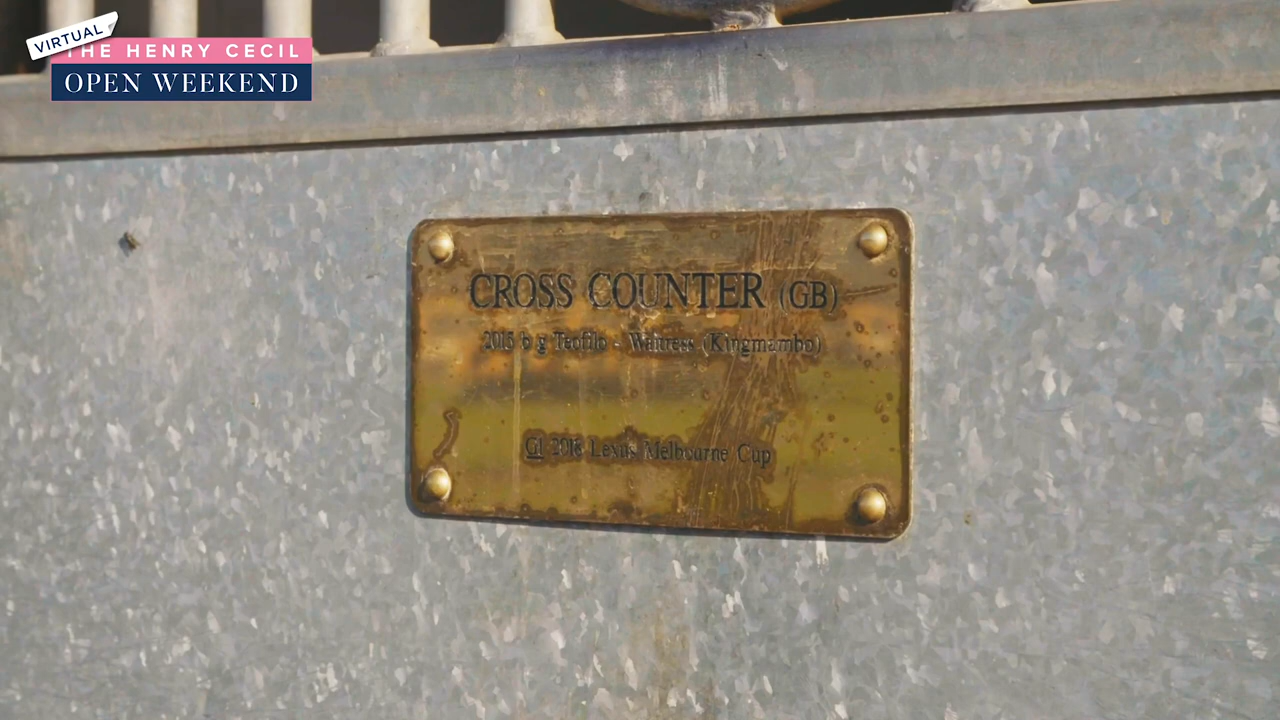 VIRTUAL
THE HENRY CECIL
OPEN WEEKEND
CROSS COUNTER (GB)
2015 b g Teofilo - Waitress (Kingmambo)
G1 2018 Lexus Melbourne Cup